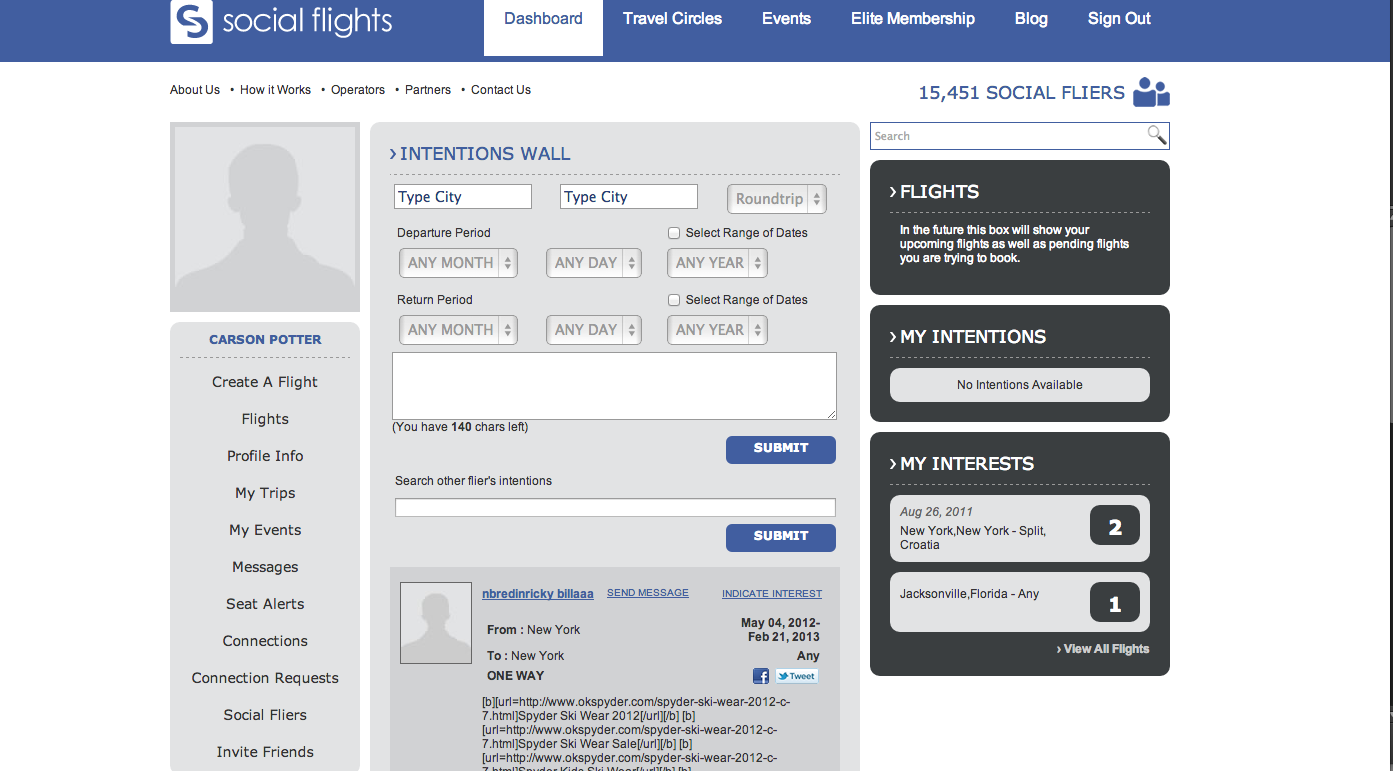 S social flights
Dashboard
Travel Circles
Events
Elite Membership
Blog
Sign Out
About Us • How it Works • Operators • Partners • Contact Us
15,451 SOCIAL FLIERS
CARSON POTTER
Create A Flight
Flights
Profile Info
My Trips
My Events
Messages
Seat Alerts
Connections
Connection Requests
Social Fliers
Invite Friends
› INTENTIONS WALL
Type City
Type City
Roundtrip
Departure Period
Select Range of Dates
ANY MONTH
ANY DAY
ANY YEAR
Return Period
Select Range of Dates
ANY MONTH
ANY DAY
ANY YEAR
(You have 140 chars left)
SUBMIT
Search other flier's intentions
SUBMIT
nbredinricky billaaa
SEND MESSAGE
INDICATE INTEREST
From : New York
May 04, 2012-
Feb 21, 2013
To : New York
Any
ONE WAY
f
Tweet
[b][url=http://www.okspyder.com/spyder-ski-wear-2012-c-
7.html]Spyder Ski Wear 2012[/url][/b] [b]
[url=http://www.okspyder.com/spyder-ski-wear-2012-c-
7.html]Spyder Ski Wear Sale[/url][/b] [b]
[url=http://www.okspyder.com/spyder-ski-wear-2012-c-
7.html]Spyder Kids Ski Wear[/url][/b] [b]
Search
› FLIGHTS
In the future this box will show your
upcoming flights as well as pending flights
you are trying to book.
› MY INTENTIONS
No Intentions Available
› MY INTERESTS
Aug 26, 2011
New York,New York - Split,
Croatia
2
Jacksonville,Florida - Any
1
› View All Flights